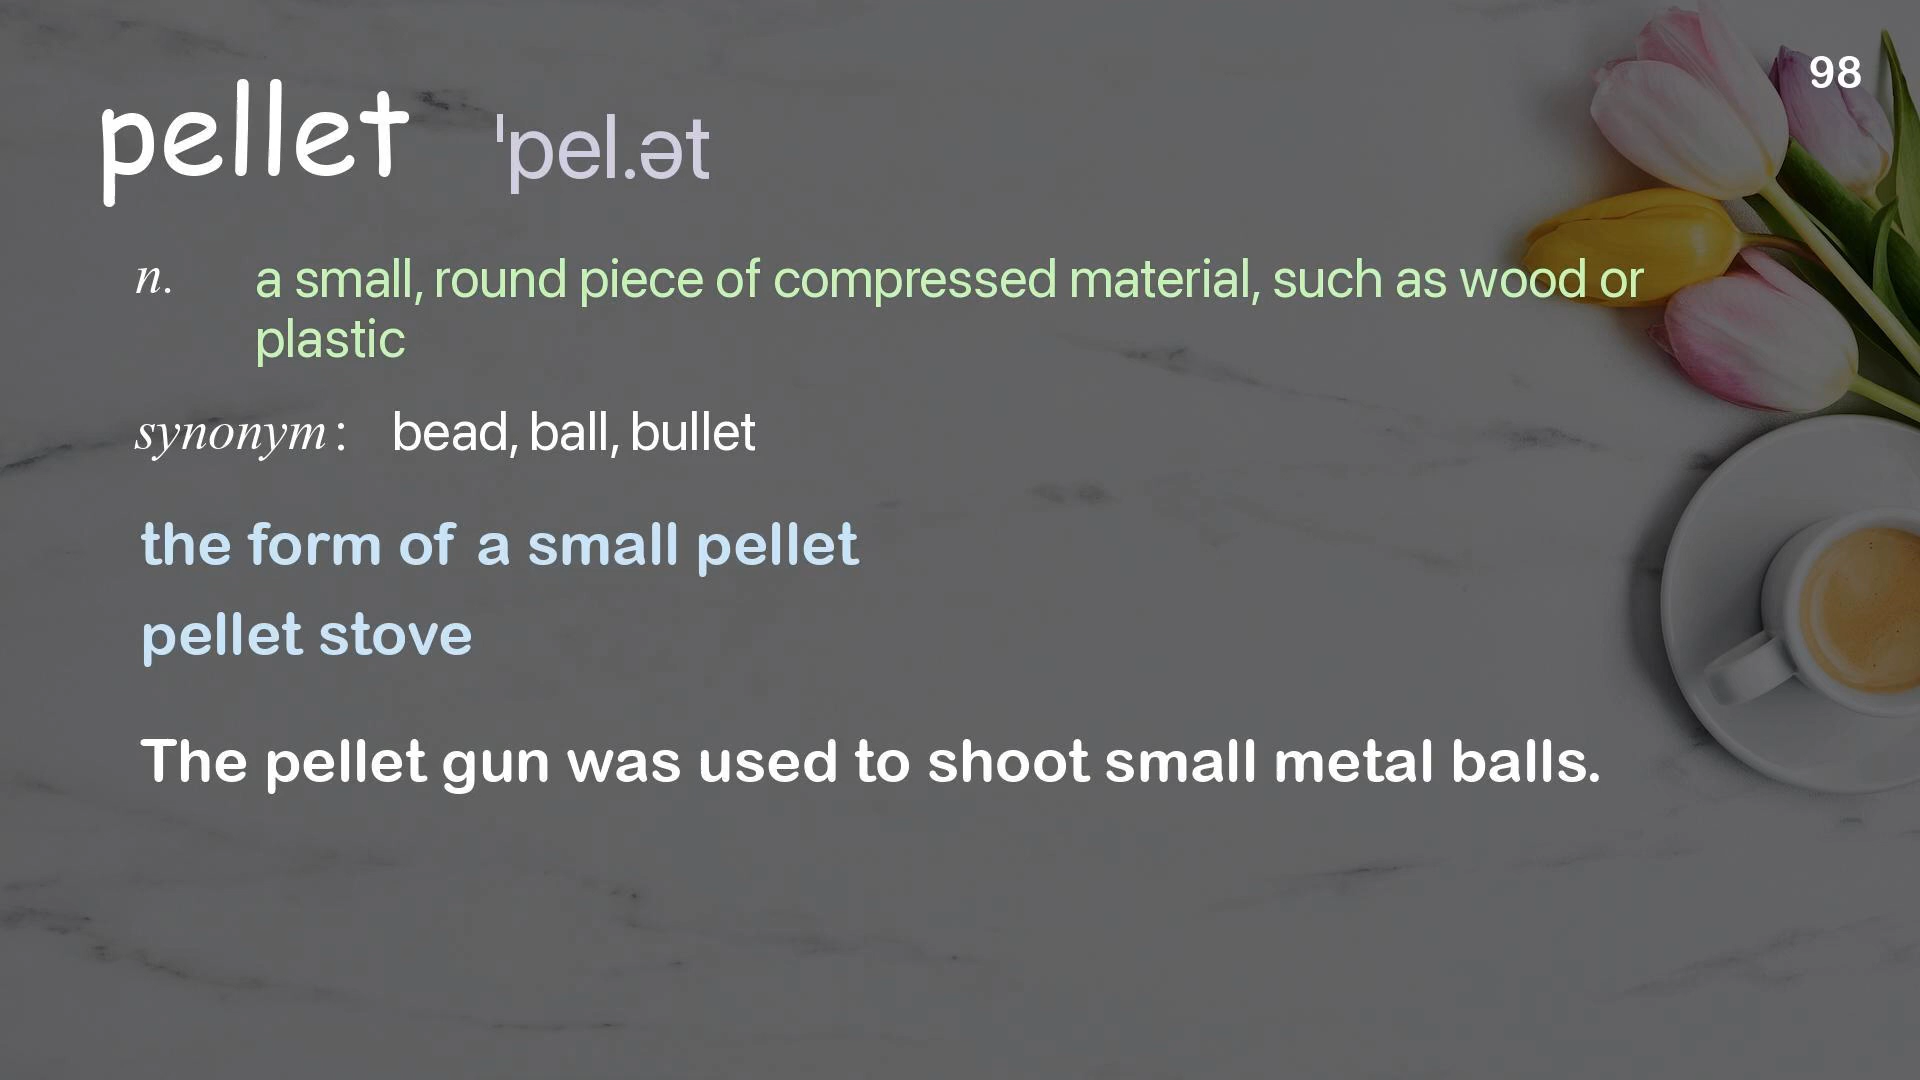 98
pellet ˈpel.ət
n. a small, round piece of compressed material, such as wood or
plastic
synonym: bead, ball, bullet
the form of a small pellet
pellet stove
The pellet gun was used to shoot small metal balls.